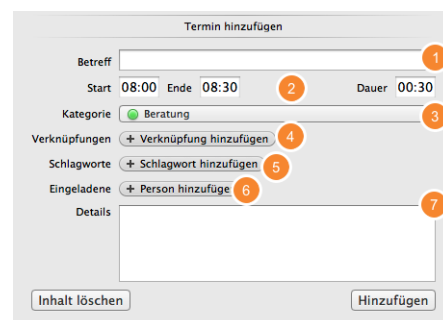 Termin hinzufügen
Betreff 1
Start 08:00 Ende 08:30 2 Dauer 00:30
Kategorie Beratung 3
Verknüpfungen + Verknüpfung hinzufügen 4
Schlagworte + Schlagwort hinzufügen 5
Eingeladene + Person hinzufüge 6
Details 7
Inhalt löschen Hinzufügen